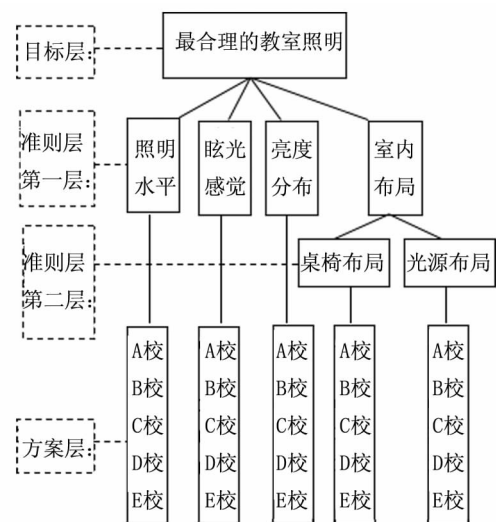 目标层:
最合理的教室照明
准则层
第一层:
照明
水平
眩光
感觉
亮度
分布
室内
布局
准则层
第二层:
桌椅布局
光源布局
方案层:
A校
B校
C校
D校
E校
A校
B校
C校
D校
E校
A校
B校
C校
D校
E校
A校
B校
C校
D校
E校
A校
B校
C校
D校
E校